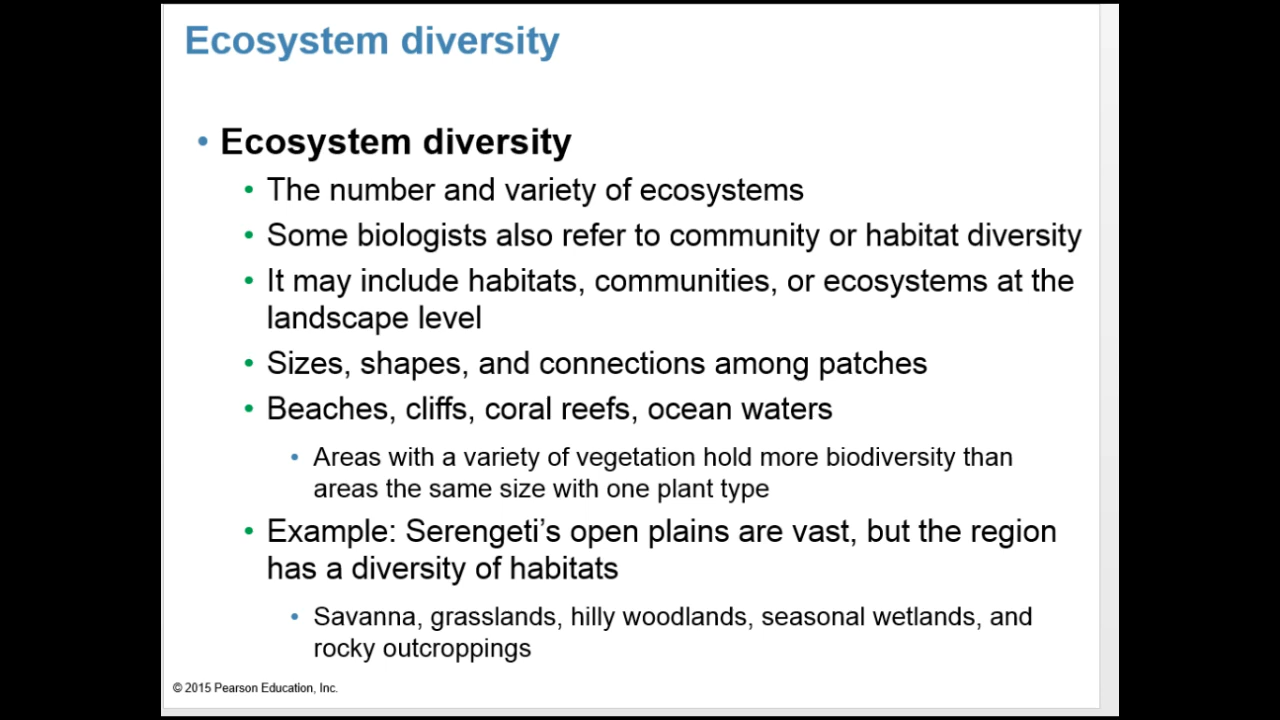 Ecosystem diversity
• Ecosystem diversity
• The number and variety of ecosystems
• Some biologists also refer to community or habitat diversity
• It may include habitats, communities, or ecosystems at the
landscape level
• Sizes, shapes, and connections among patches
• Beaches, cliffs, coral reefs, ocean waters
• Areas with a variety of vegetation hold more biodiversity than
areas the same size with one plant type
• Example: Serengeti’s open plains are vast, but the region
has a diversity of habitats
• Savanna, grasslands, hilly woodlands, seasonal wetlands, and
rocky outcroppings
© 2015 Pearson Education, Inc.